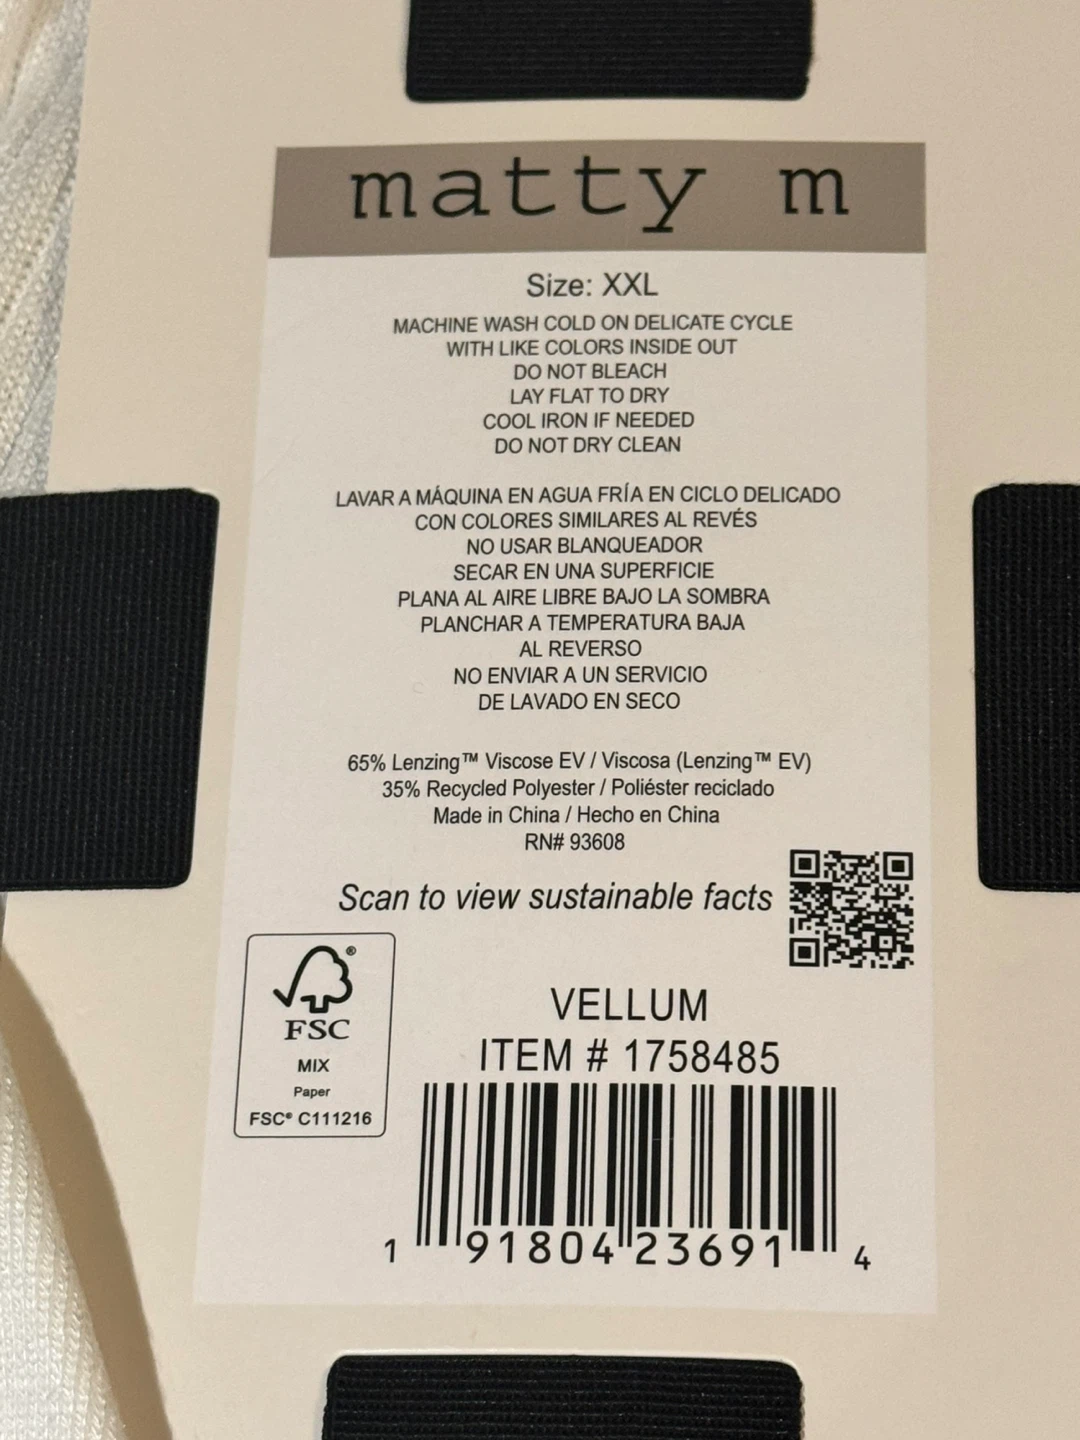 matty m
Size: XXL
MACHINE WASH COLD ON DELICATE CYCLE
WITH LIKE COLORS INSIDE OUT
DO NOT BLEACH
LAY FLAT TO DRY
COOL IRON IF NEEDED
DO NOT DRY CLEAN
LAVAR A MÁQUINA EN AGUA FRÍA EN CICLO DELICADO
CON COLORES SIMILARES AL REVÉS
NO USAR BLANQUEADOR
SECAR EN UNA SUPERFICIE
PLANA AL AIRE LIBRE BAJO LA SOMBRA
PLANCHAR A TEMPERATURA BAJA
AL REVERSO
NO ENVIAR A UN SERVICIO
DE LAVADO EN SECO
65% Lenzing™ Viscose EV / Viscosa (Lenzing™ EV)
35% Recycled Polyester / Poliéster reciclado
Made in China / Hecho en China
RN# 93608
Scan to view sustainable facts
®
FSC
MIX
Paper
FSC® C111216
VELLUM
ITEM # 1758485
1 91804 23691 4